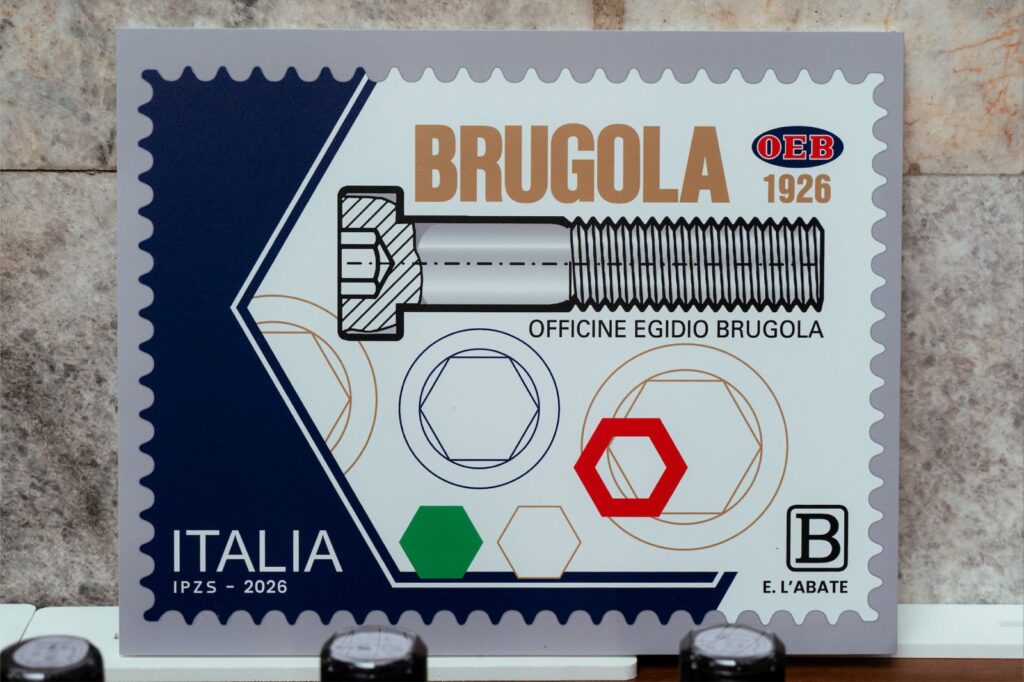 BRUGOLA
OEB
1926
OFFICINE EGIDIO BRUGOLA
ITALIA
IPZS - 2026
B
E. L'ABATE